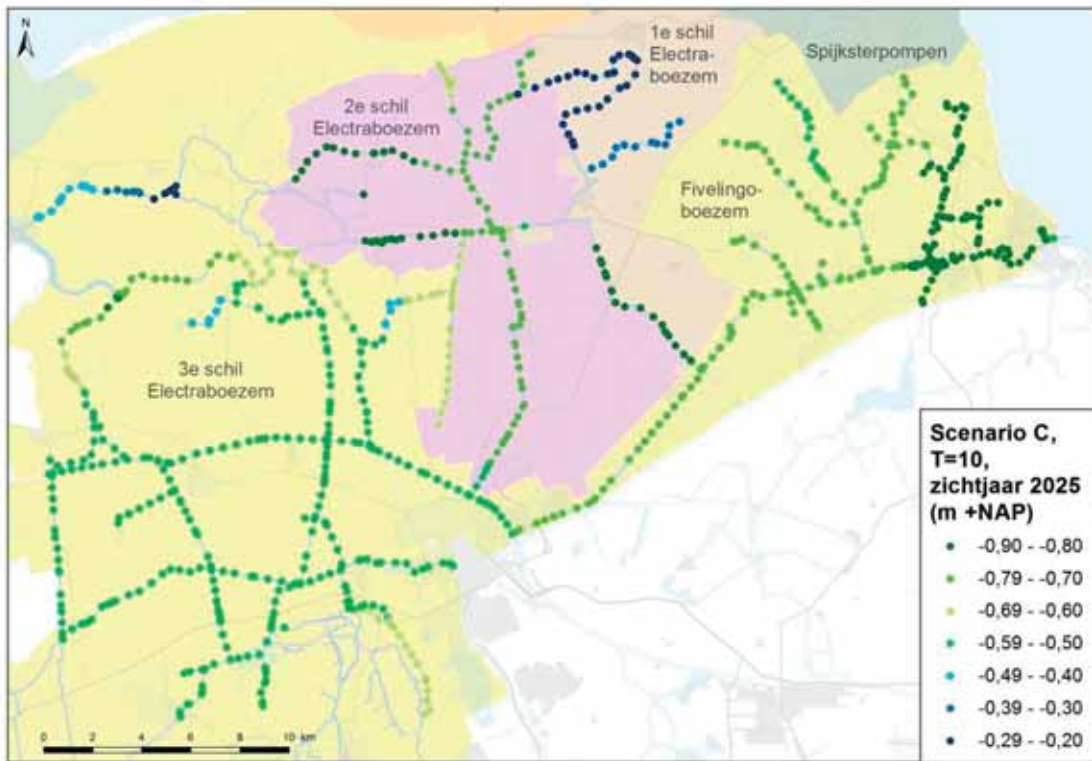 N
1e schil
Electra-
boezem
Spijksterpompen
2e schil
Electraboezem
Fivelingo-
boezem
3e schil
Electraboezem
Scenario C,
T=10,
zichtjaar 2025
(m +NAP)
-0,90 - -0,80
-0,79 - -0,70
-0,69 - -0,60
-0,59 - -0,50
-0,49 - -0,40
-0,39 - -0,30
-0,29 - -0,20
0 2 4 6 8 10 km